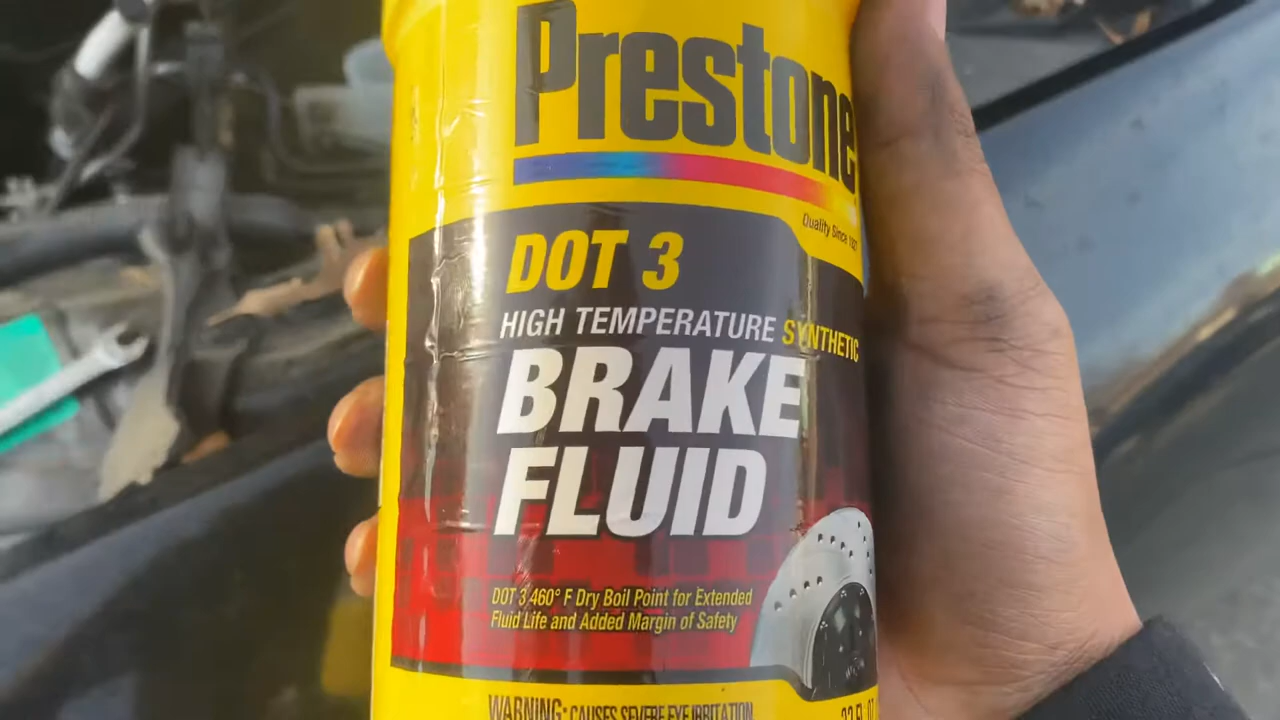 Prestone
Quality Since 1927
DOT 3
HIGH TEMPERATURE SYNTHETIC
BRAKE
FLUID
DOT 3 460° F Dry Boil Point for Extended
Fluid Life and Added Margin of Safety
WARNING: CAUSES SEVERE EYE IRRITATION